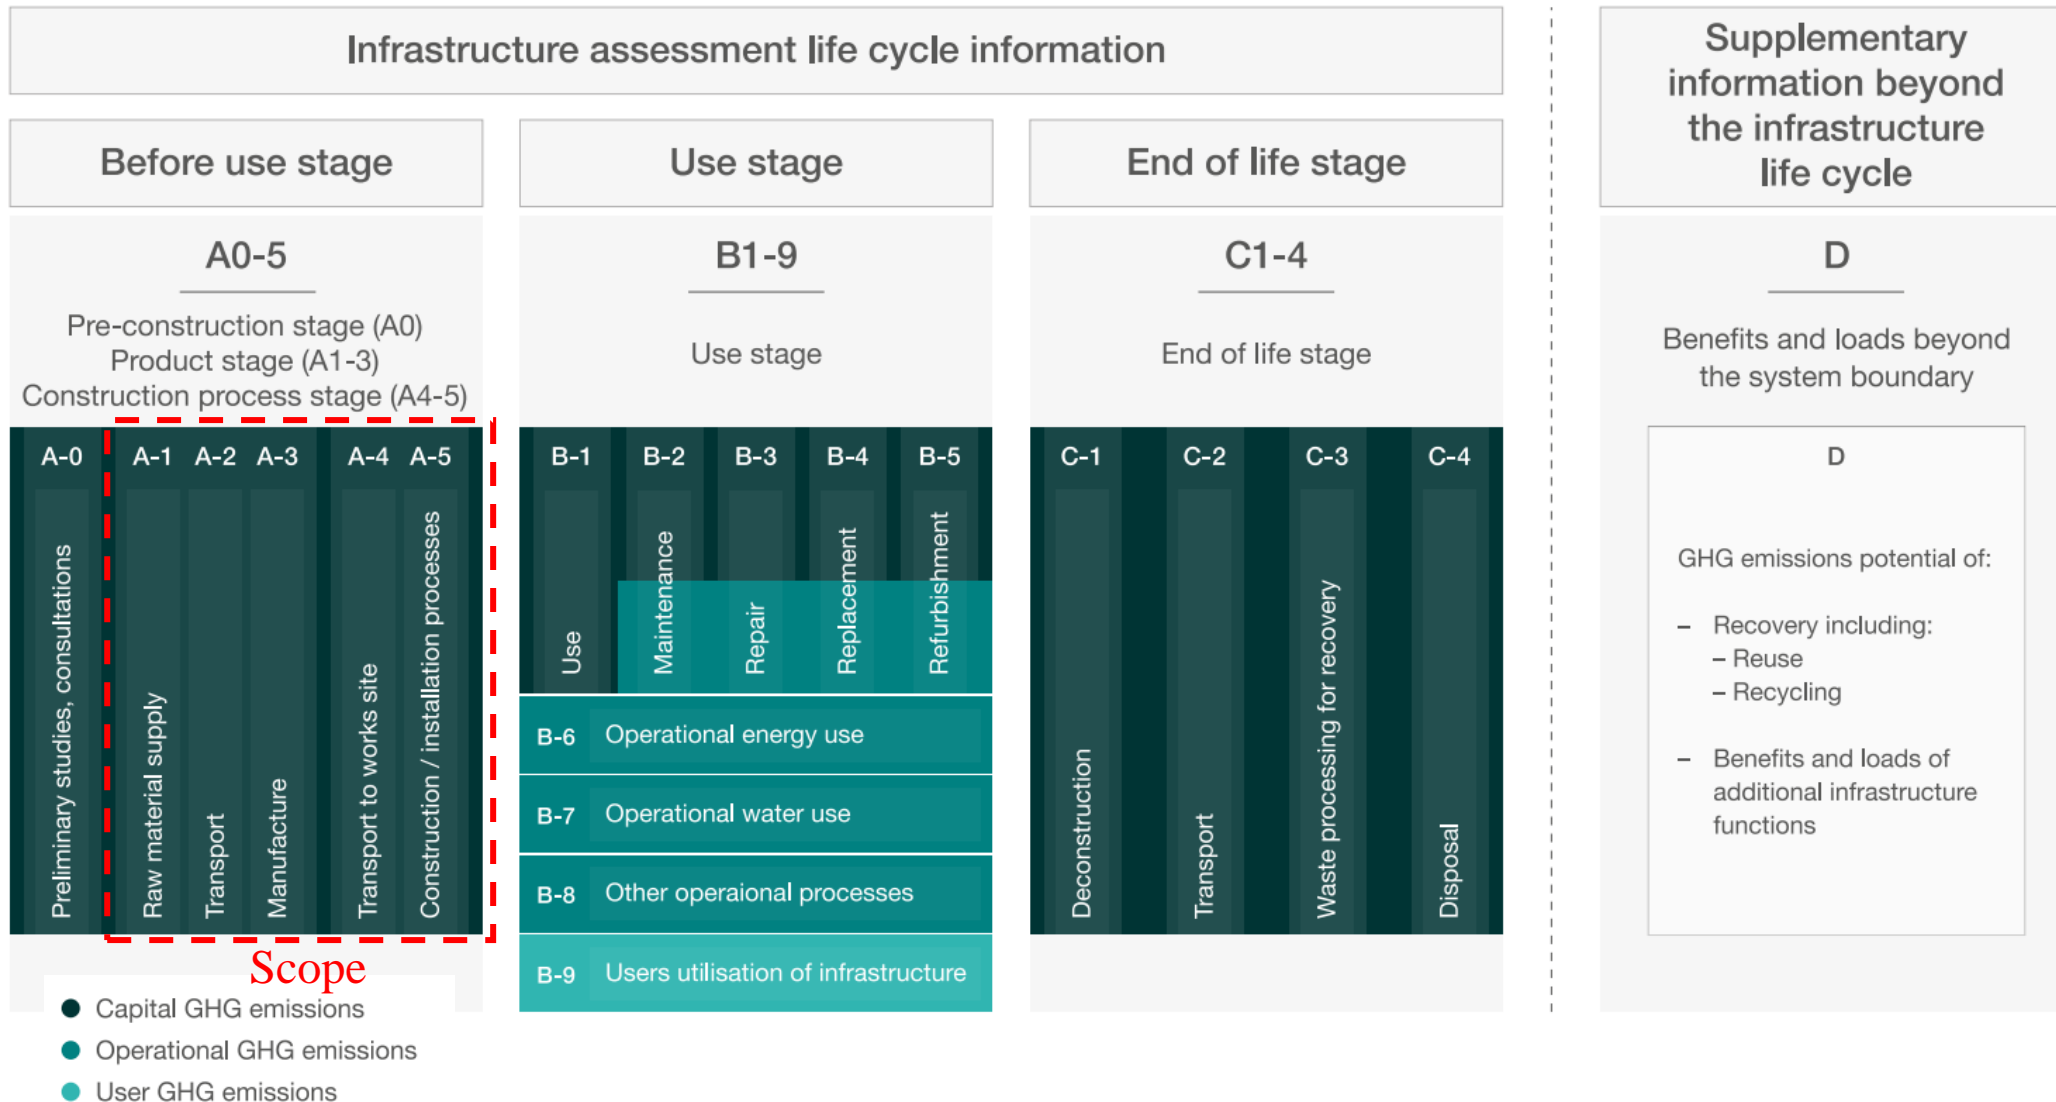 Infrastructure assessment life cycle information
Before use stage
A0-5
Pre-construction stage (A0)
Product stage (A1-3)
Construction process stage (A4-5)
A-0
Preliminary studies, consultations
A-1
Raw material supply
A-2
Transport
A-3
Manufacture
A-4
Transport to works site
A-5
Construction / installation processes
Scope
Use stage
B1-9
Use stage
B-1
Use
B-2
Maintenance
B-3
Repair
B-4
Replacement
B-5
Refurbishment
B-6 Operational energy use
B-7 Operational water use
B-8 Other operaional processes
B-9 Users utilisation of infrastructure
End of life stage
C1-4
End of life stage
C-1
Deconstruction
C-2
Transport
C-3
Waste processing for recovery
C-4
Disposal
Supplementary
information beyond
the infrastructure
life cycle
D
Benefits and loads beyond
the system boundary
D
GHG emissions potential of:
– Recovery including:
– Reuse
– Recycling
– Benefits and loads of
additional infrastructure
functions
Capital GHG emissions
Operational GHG emissions
User GHG emissions